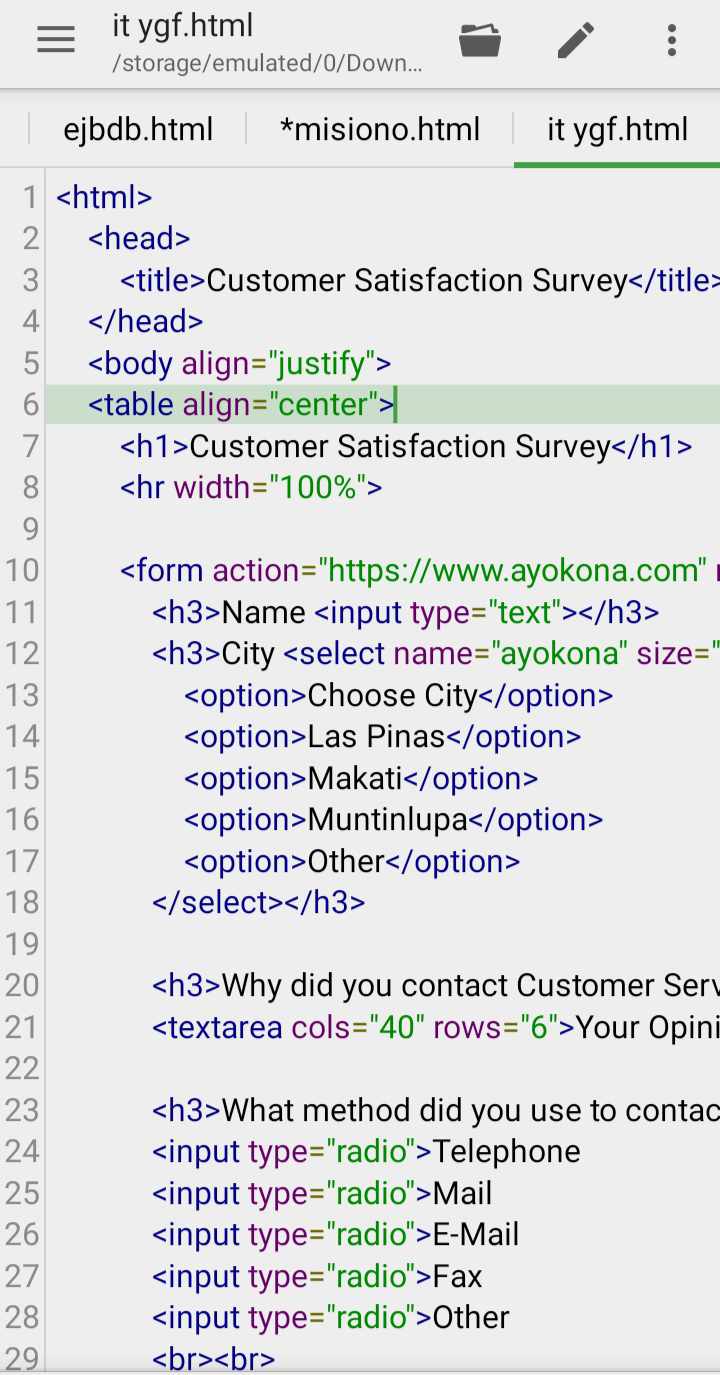 it ygf.html
/storage/emulated/0/Down...
ejbdb.html *misiono.html it ygf.html
1 <html>
2 <head>
3 <title>Customer Satisfaction Survey</title>
4 </head>
5 <body align="justify">
6 <table align="center">
7 <h1>Customer Satisfaction Survey</h1>
8 <hr width="100%">
9
10 <form action="https://www.ayokona.com"
11 <h3>Name <input type="text"></h3>
12 <h3>City <select name="ayokona" size="
13 <option>Choose City</option>
14 <option>Las Pinas</option>
15 <option>Makati</option>
16 <option>Muntinlupa</option>
17 <option>Other</option>
18 </select></h3>
19
20 <h3>Why did you contact Customer Serv
21 <textarea cols="40" rows="6">Your Opini
22
23 <h3>What method did you use to contac
24 <input type="radio">Telephone
25 <input type="radio">Mail
26 <input type="radio">E-Mail
27 <input type="radio">Fax
28 <input type="radio">Other
29 <br><br>